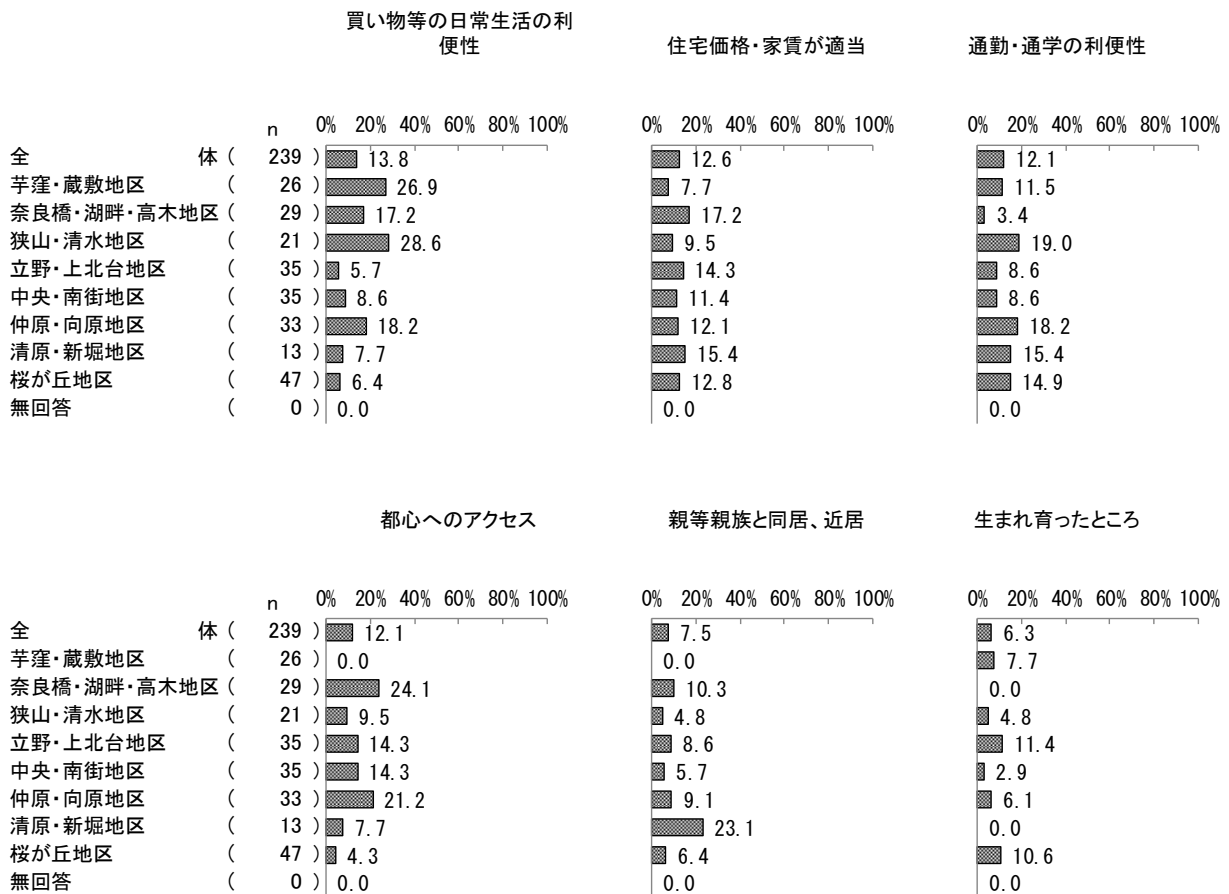 買い物等の日常生活の利
便性
住宅価格・家賃が適当
通勤・通学の利便性
n 0% 20% 40% 60% 80% 100% 0% 20% 40% 60% 80% 100% 0% 20% 40% 60% 80% 100%
全 体 ( 239 ) 13.8 12.6 12.1
芋窪・蔵敷地区 ( 26 ) 26.9 7.7 11.5
奈良橋・湖畔・高木地区 ( 29 ) 17.2 17.2 3.4
狭山・清水地区 ( 21 ) 28.6 9.5 19.0
立野・上北台地区 ( 35 ) 5.7 14.3 8.6
中央・南街地区 ( 35 ) 8.6 11.4 8.6
仲原・向原地区 ( 33 ) 18.2 12.1 18.2
清原・新堀地区 ( 13 ) 7.7 15.4 15.4
桜が丘地区 ( 47 ) 6.4 12.8 14.9
無回答 ( 0 ) 0.0 0.0 0.0
都心へのアクセス 親等親族と同居、近居 生まれ育ったところ
n 0% 20% 40% 60% 80% 100% 0% 20% 40% 60% 80% 100% 0% 20% 40% 60% 80% 100%
全 体 ( 239 ) 12.1 7.5 6.3
芋窪・蔵敷地区 ( 26 ) 0.0 0.0 7.7
奈良橋・湖畔・高木地区 ( 29 ) 24.1 10.3 0.0
狭山・清水地区 ( 21 ) 9.5 4.8 4.8
立野・上北台地区 ( 35 ) 14.3 8.6 11.4
中央・南街地区 ( 35 ) 14.3 5.7 2.9
仲原・向原地区 ( 33 ) 21.2 9.1 6.1
清原・新堀地区 ( 13 ) 7.7 23.1 0.0
桜が丘地区 ( 47 ) 4.3 6.4 10.6
無回答 ( 0 ) 0.0 0.0 0.0